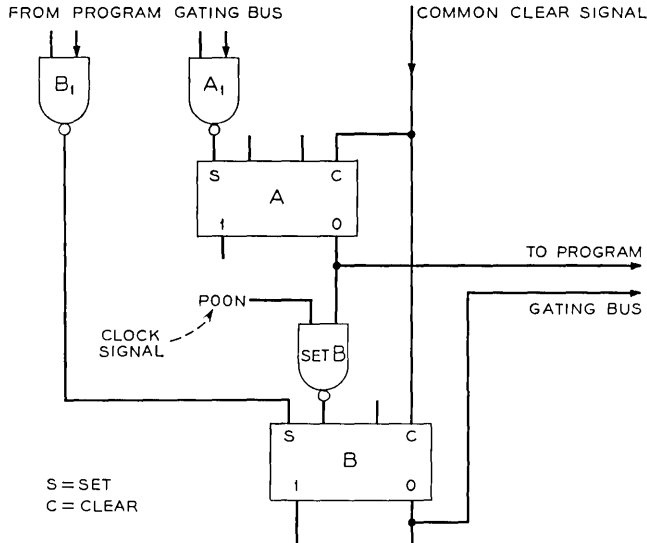 FROM PROGRAM GATING BUS
COMMON CLEAR SIGNAL
B1
A1
S
C
A
1
0
TO PROGRAM
GATING BUS
POON
CLOCK
SIGNAL
SET B
S
C
B
1
0
S = SET
C = CLEAR